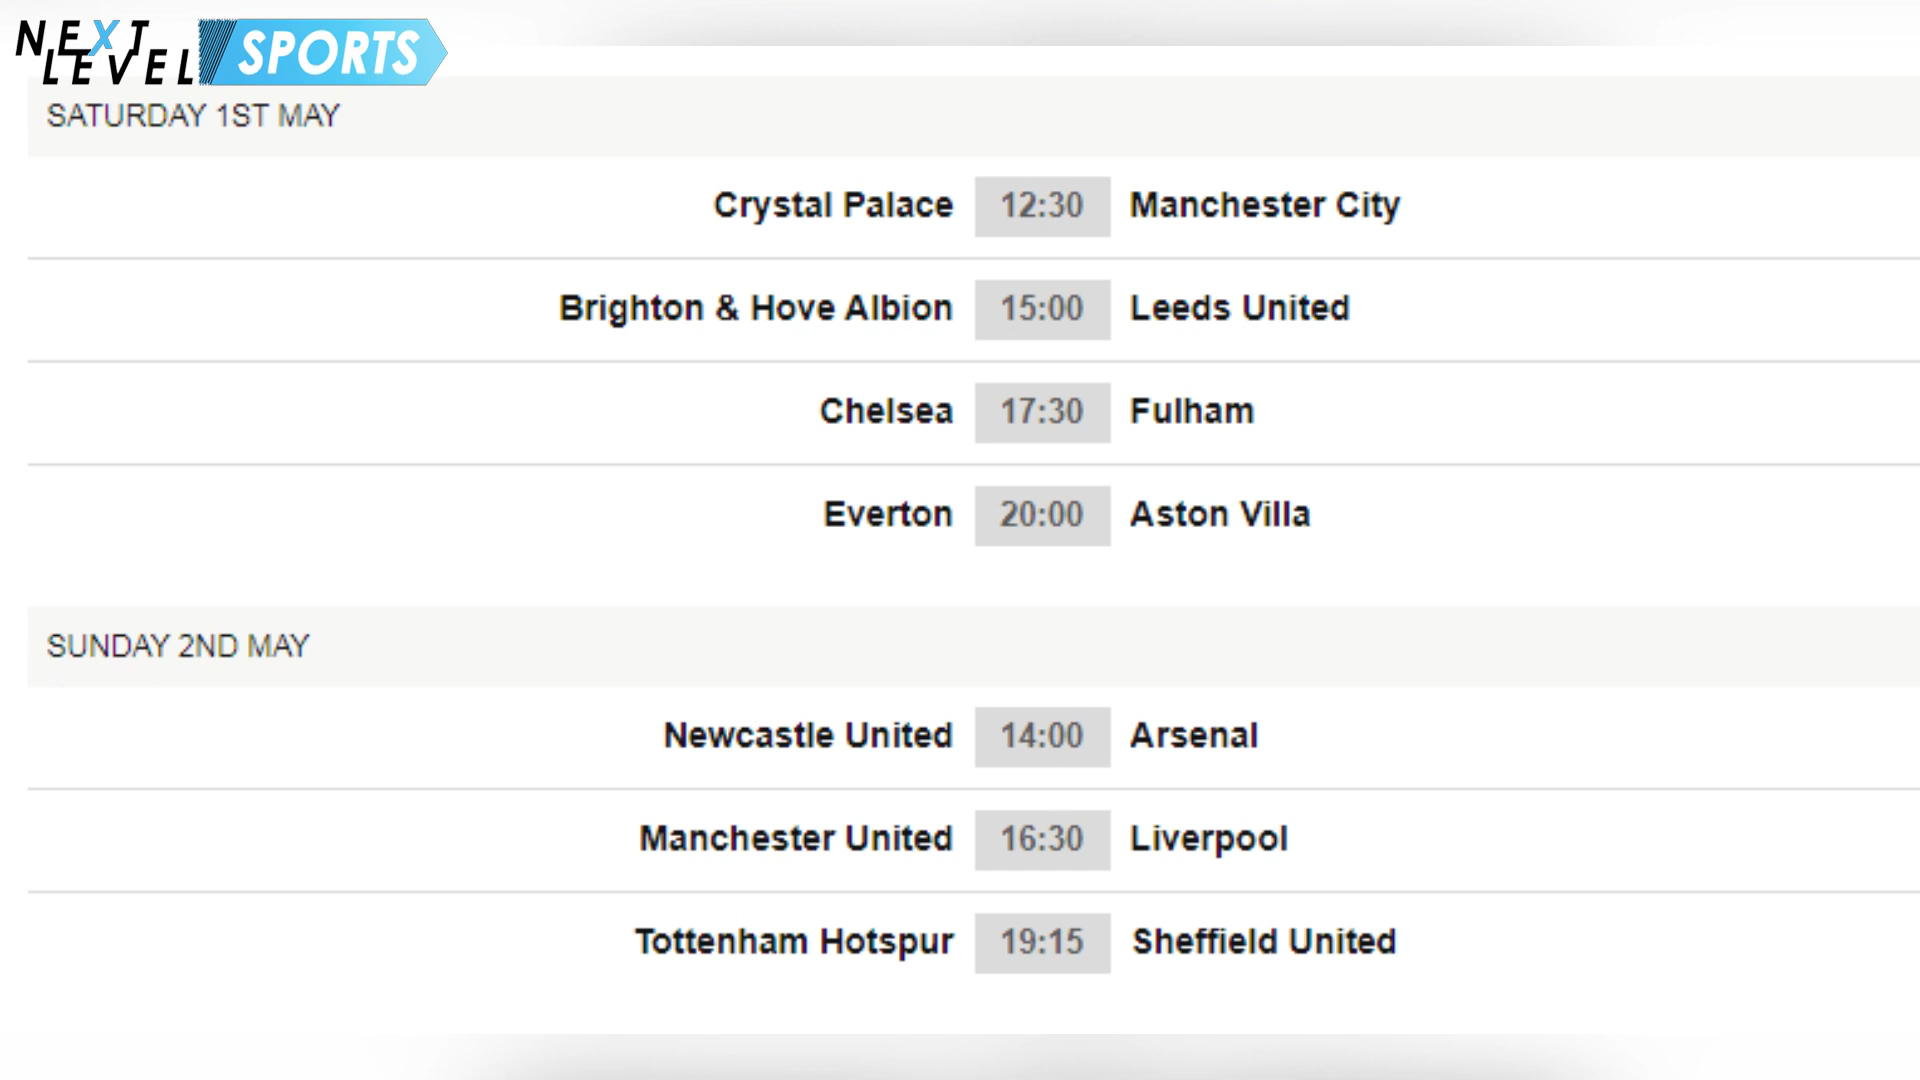 NEXT
LEVEL SPORTS
SATURDAY 1ST MAY
Crystal Palace 12:30 Manchester City
Brighton & Hove Albion 15:00 Leeds United
Chelsea 17:30 Fulham
Everton 20:00 Aston Villa
SUNDAY 2ND MAY
Newcastle United 14:00 Arsenal
Manchester United 16:30 Liverpool
Tottenham Hotspur 19:15 Sheffield United